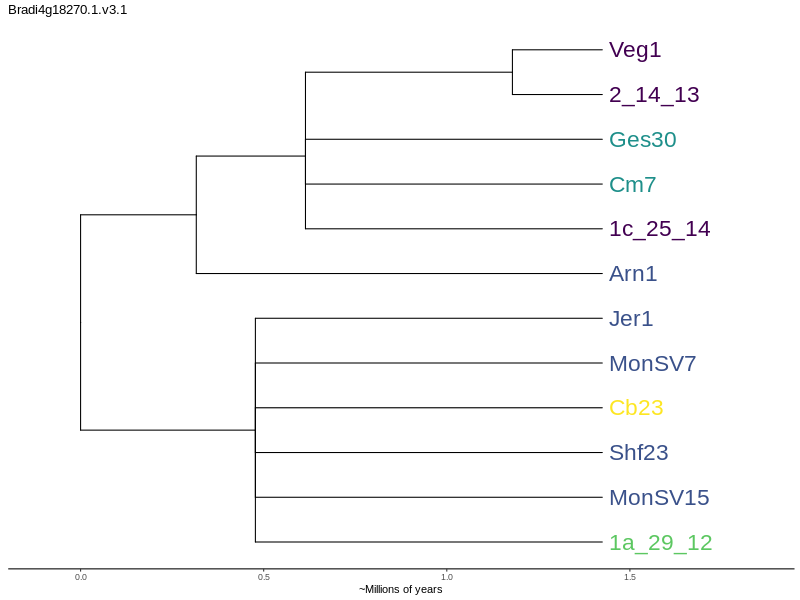 Bradi4g18270.1.v3.1
Veg1
2_14_13
Ges30
Cm7
1c_25_14
Arn1
Jer1
MonSV7
Cb23
Shf23
MonSV15
1a_29_12
0.0 0.5 1.0 1.5
~Millions of years